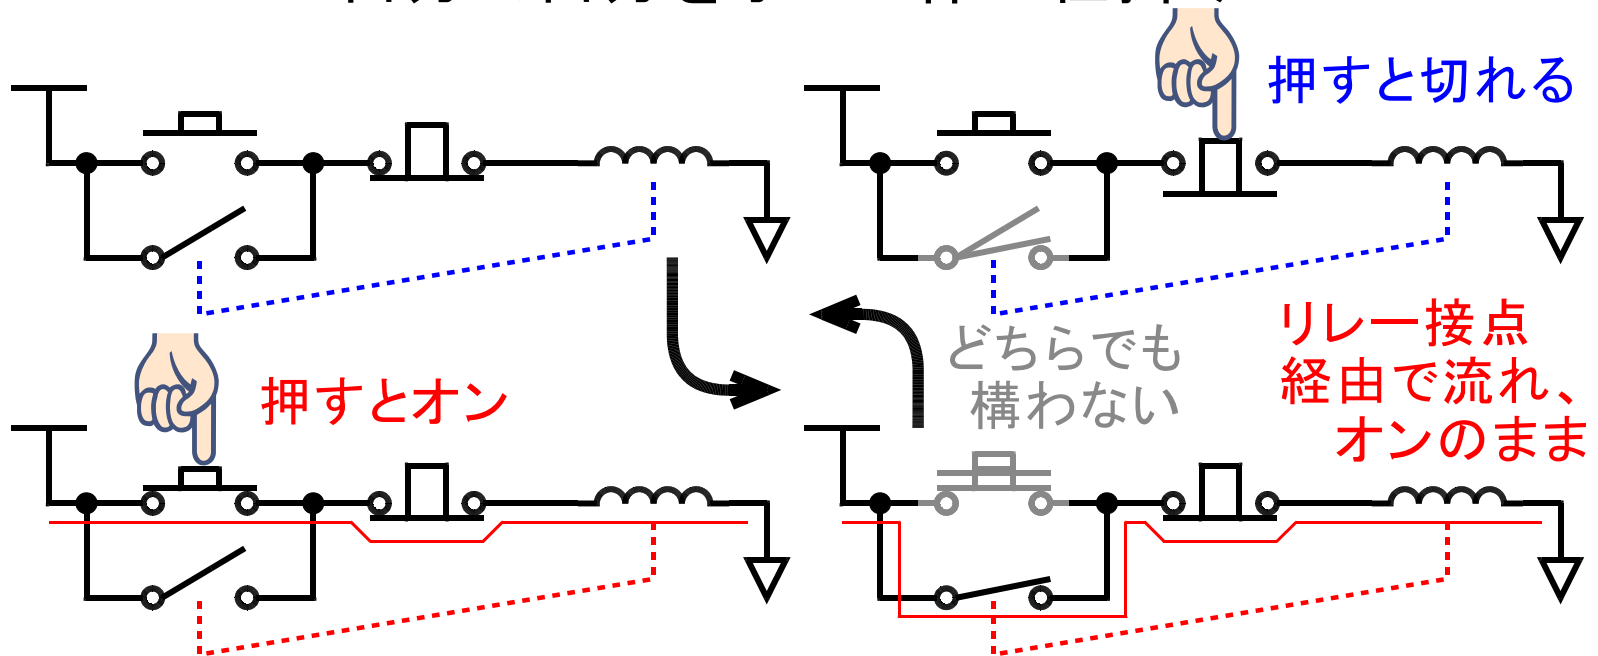 押すと切れる
押すとオン
どちらでも
構わない
リレー接点
経由で流れ、
オンのまま